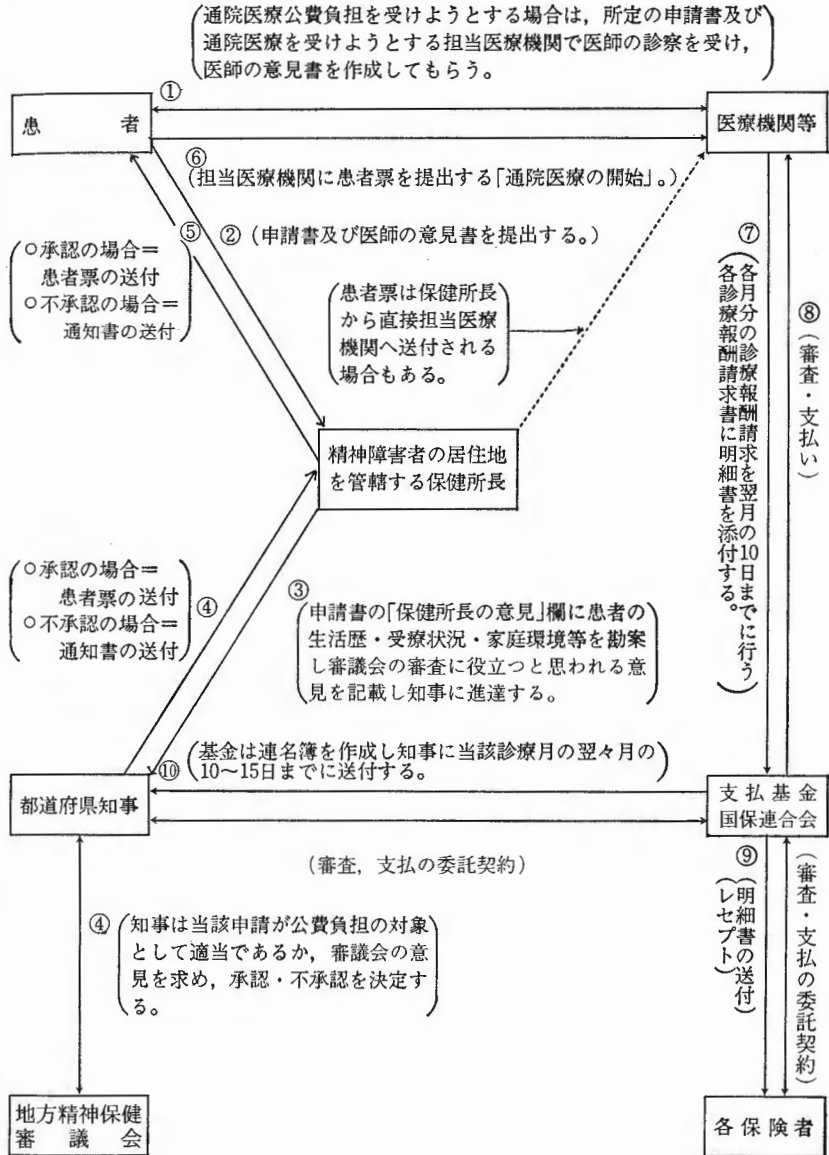 通院医療公費負担を受けようとする場合は，所定の申請書及び
通院医療を受けようとする担当医療機関で医師の診察を受け，
医師の意見書を作成してもらう。
①
患者
医療機関等
⑥
(担当医療機関に患者票を提出する「通院医療の開始」。)
⑤
② (申請書及び医師の意見書を提出する。)
○承認の場合＝
患者票の送付
○不承認の場合＝
通知書の送付
患者票は保健所長
から直接担当医療
機関へ送付される
場合もある。
⑦
各月分の診療報酬請求を翌月の10日までに行う
各診療報酬請求書に明細書を添付する。
⑧
(審査・支払い)
精神障害者の居住地
を管轄する保健所長
○承認の場合＝
患者票の送付
○不承認の場合＝
通知書の送付
④
③
申請書の「保健所長の意見」欄に患者の
生活歴・受療状況・家庭環境等を勘案
し審議会の審査に役立つと思われる意
見を記載し知事に進達する。
⑩
基金は連名簿を作成し知事に当該診療月の翌々月の
10～15日までに送付する。
都道府県知事
支払基金
国保連合会
(審査，支払の委託契約)
④
知事は当該申請が公費負担の対象
として適当であるか，審議会の意
見を求め，承認・不承認を決定す
る。
⑨
明細書の送付
レセプト
(審査・支払の委託契約)
地方精神保健
審議会
各保険者